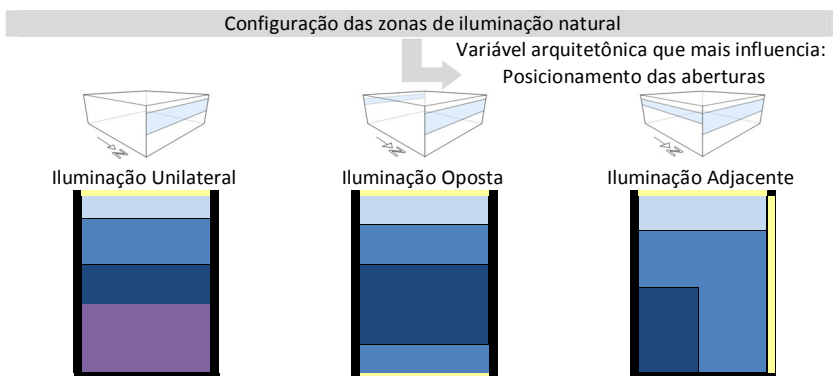 Configuração das zonas de iluminação natural
Variável arquitetônica que mais influencia:
Posicionamento das aberturas
N N N
Iluminação Unilateral Iluminação Oposta Iluminação Adjacente